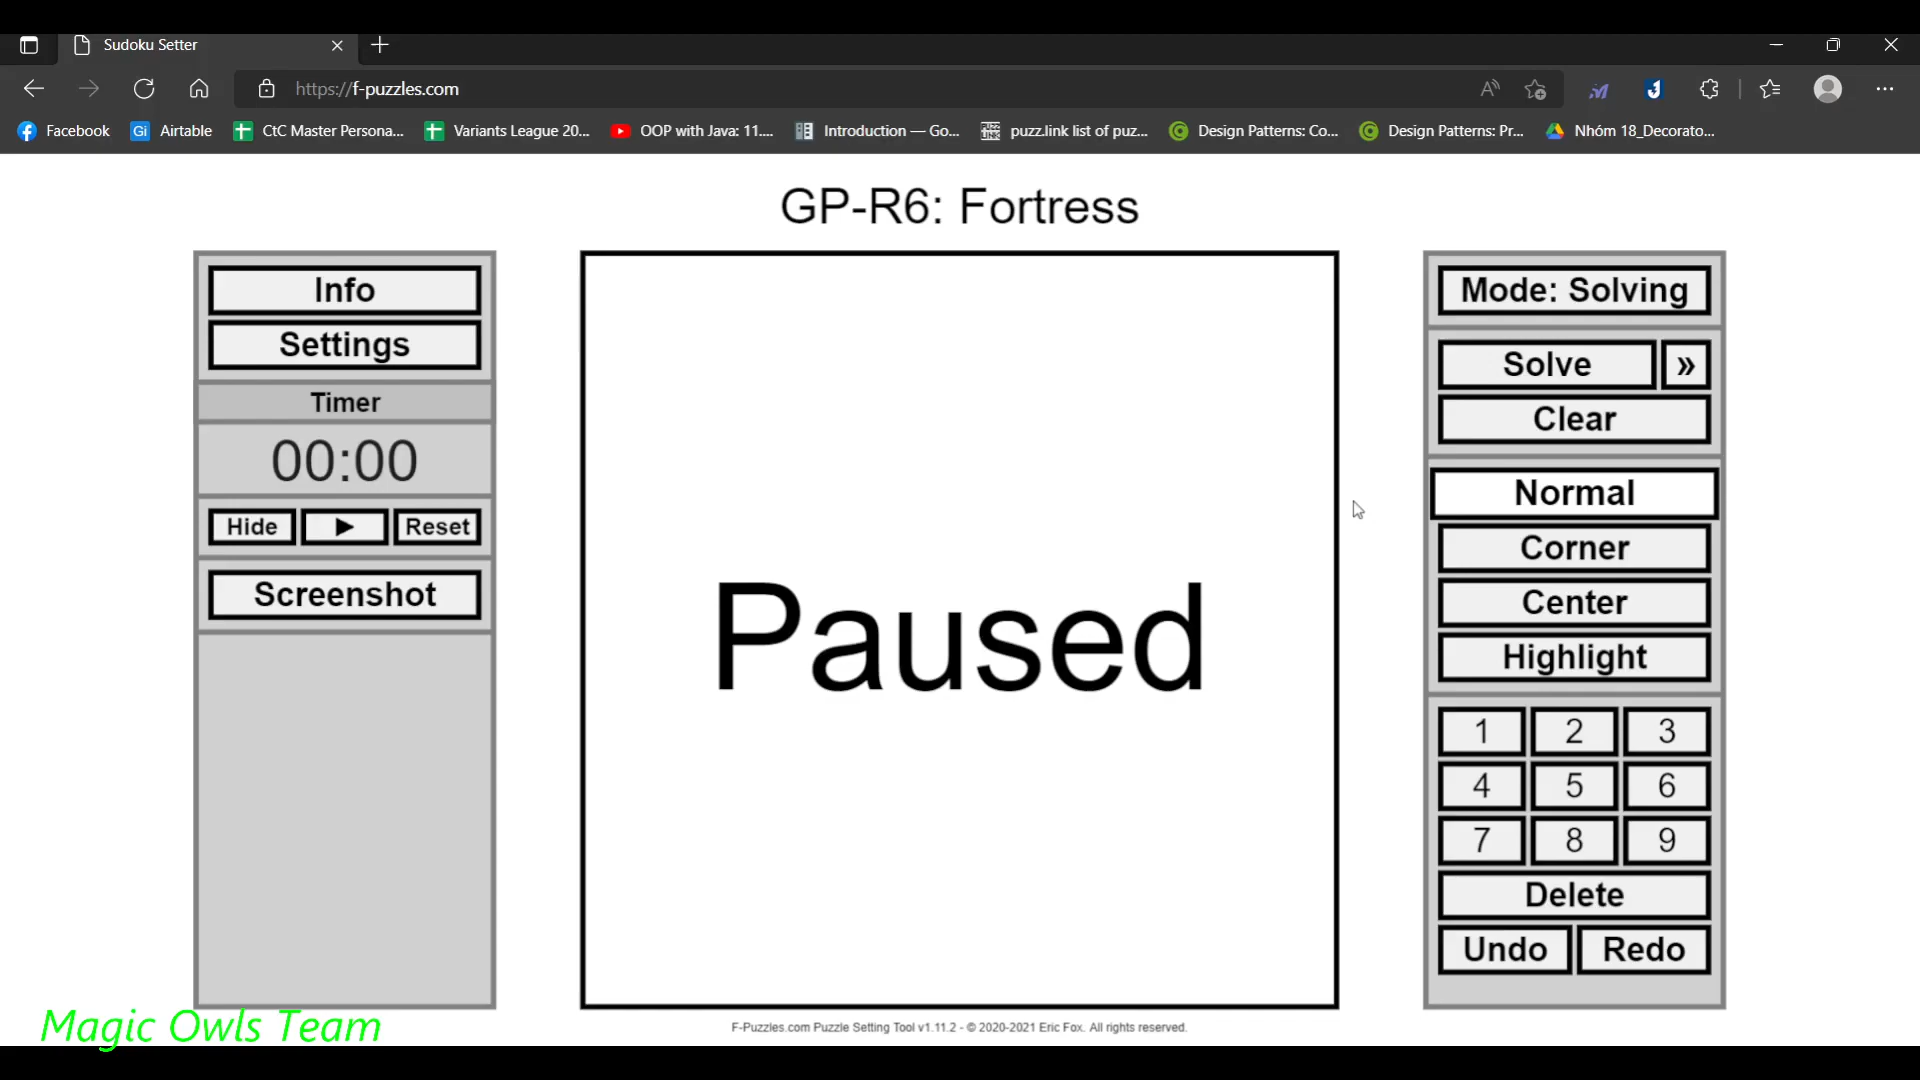 Sudoku Setter
https://f-puzzles.com
Facebook
Gi Airtable
CtC Master Persona...
Variants League 20...
OOP with Java: 11....
Introduction — Go...
puzz.link list of puz...
Design Patterns: Co...
Design Patterns: Pr...
Nhóm 18_Decorato...
GP-R6: Fortress
Info
Settings
Timer
00:00
Hide
Reset
Screenshot
Paused
Mode: Solving
Solve »
Clear
Normal
Corner
Center
Highlight
1 2 3
4 5 6
7 8 9
Delete
Undo Redo
Magic Owls Team
F-Puzzles.com Puzzle Setting Tool v1.11.2 - © 2020-2021 Eric Fox. All rights reserved.